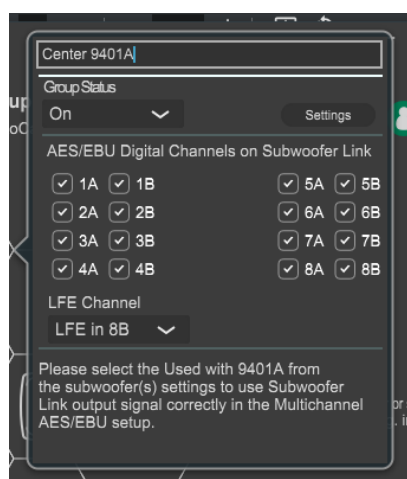 Center 9401A
Group Status
On
Settings
AES/EBU Digital Channels on Subwoofer Link
1A 1B 5A 5B
2A 2B 6A 6B
3A 3B 7A 7B
4A 4B 8A 8B
LFE Channel
LFE in 8B
Please select the Used with 9401A from
the subwoofer(s) settings to use Subwoofer
Link output signal correctly in the Multichannel
AES/EBU setup.